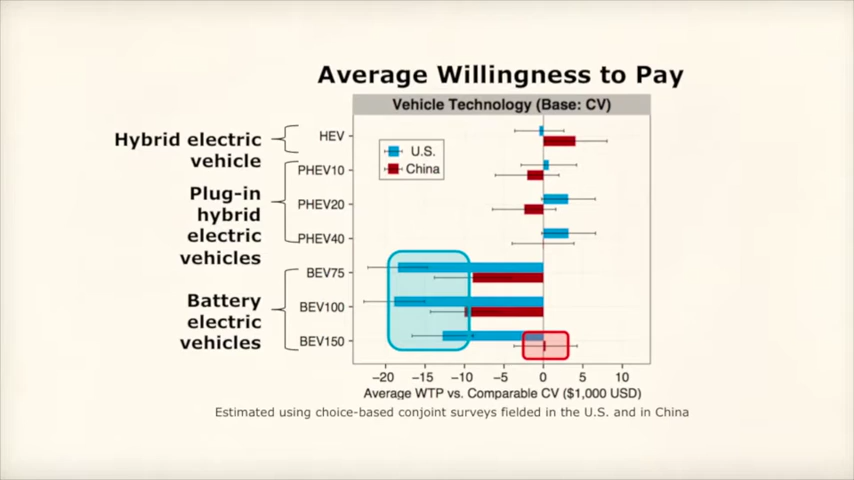 Average Willingness to Pay
Vehicle Technology (Base: CV)
Hybrid electric
vehicle
Plug-in
hybrid
electric
vehicles
Battery
electric
vehicles
HEV
PHEV10
PHEV20
PHEV40
BEV75
BEV100
BEV150
U.S.
China
−20 −15 −10 −5 0 5 10
Average WTP vs. Comparable CV ($1,000 USD)
Estimated using choice-based conjoint surveys fielded in the U.S. and in China